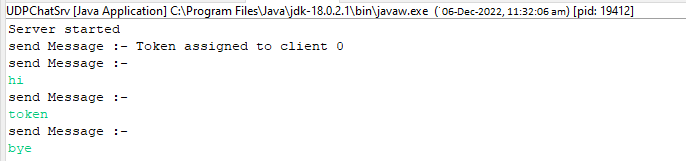 UDPChatSrv [Java Application] C:\Program Files\Java\jdk-18.0.2.1\bin\javaw.exe (06-Dec-2022, 11:32:06 am) [pid: 19412]
Server started
send Message :- Token assigned to client 0
send Message :-
hi
send Message :-
token
send Message :-
bye